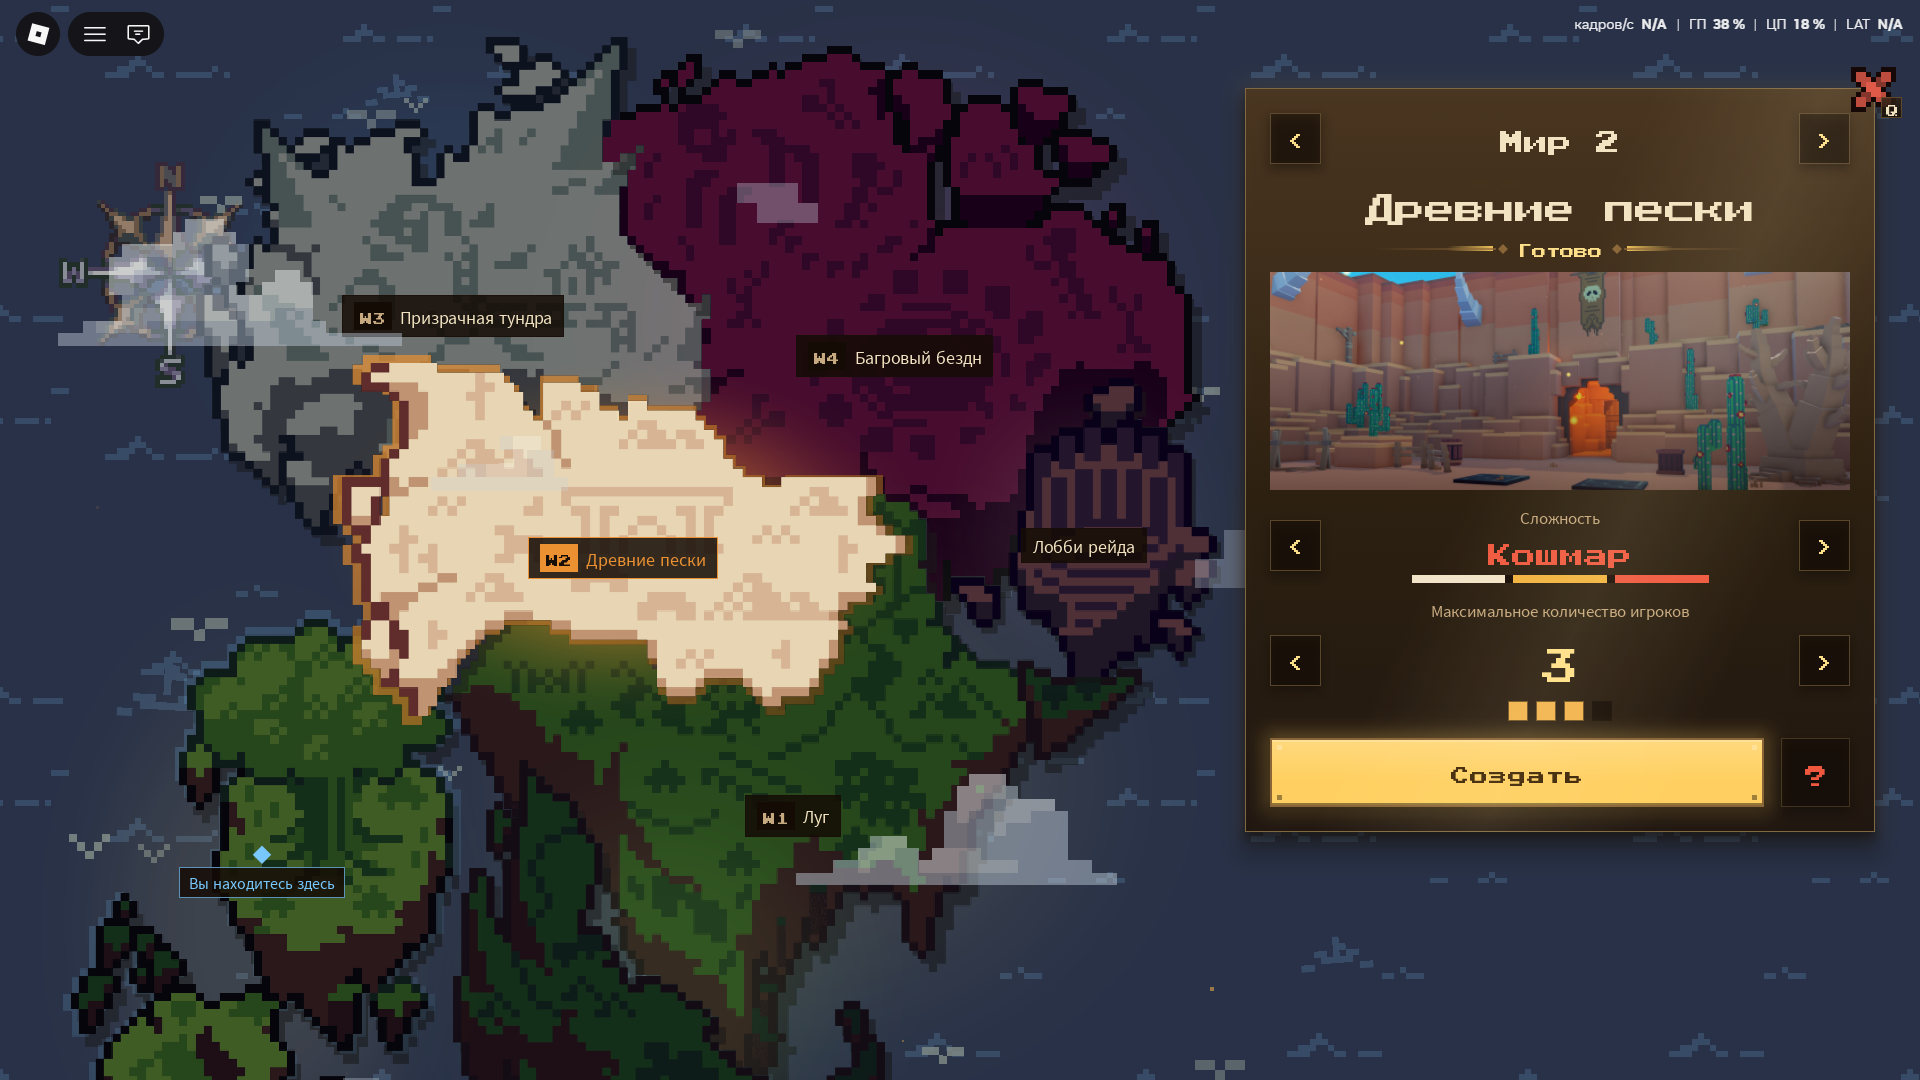 кадров/с N/A | ГП 38 % | ЦП 18 % | LAT N/A
Q
Мир 2
Древние пески
Готово
N
W
S
W3 Призрачная тундра
W4 Багровый бездн
Лобби рейда
W2 Древние пески
W1 Луг
Вы находитесь здесь
Сложность
Кошмар
Максимальное количество игроков
3
Создать
?